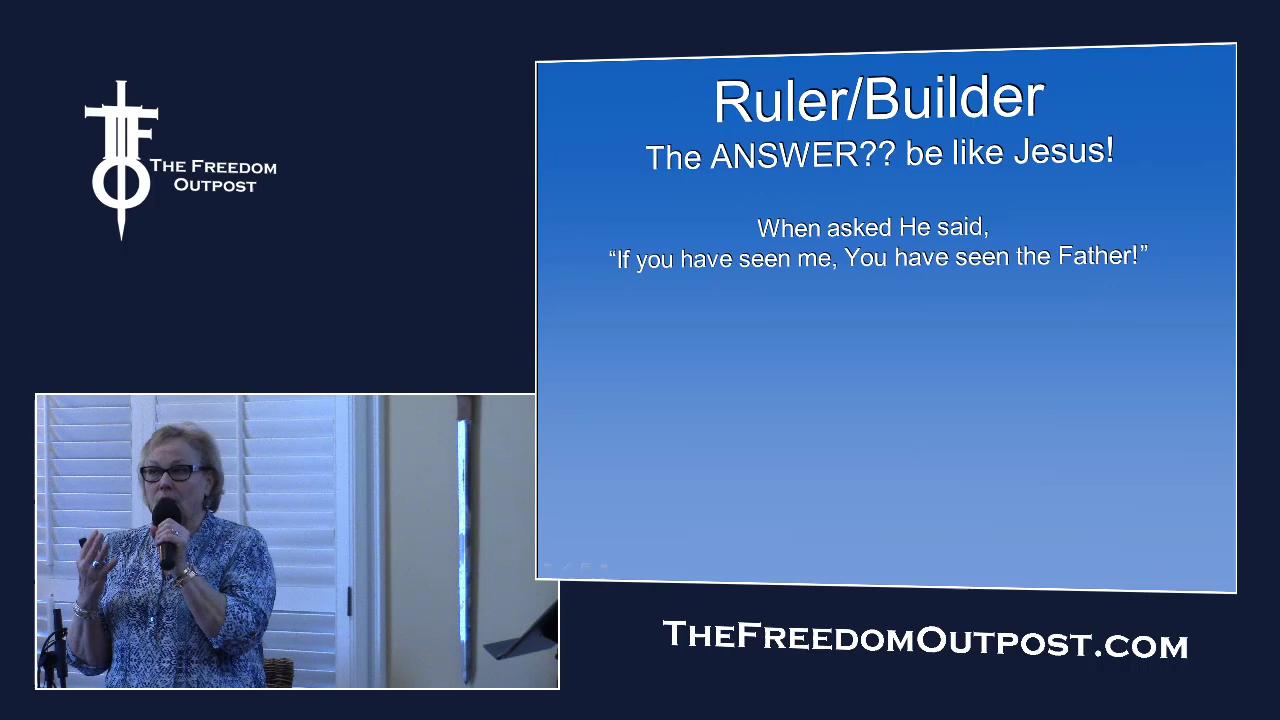 TFO
THE FREEDOM
OUTPOST
Ruler/Builder
The ANSWER?? be like Jesus!
When asked He said,
“If you have seen me, You have seen the Father!”
THEFREEDOMOUTPOST.COM